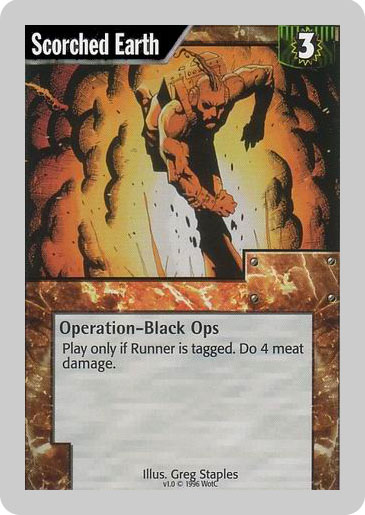 Scorched Earth
3
Operation–Black Ops
Play only if Runner is tagged. Do 4 meat
damage.
Illus. Greg Staples
v1.0 © 1996 WotC